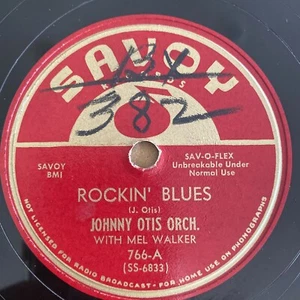 SAVOY
RECORDS
134
382
SAVOY
BMI
SAV-O-FLEX
Unbreakable Under
Normal Use
ROCKIN' BLUES
(J. Otis)
JOHNNY OTIS ORCH.
WITH MEL WALKER
766-A
(SS-6833)
NOT LICENSED FOR RADIO BROADCAST - FOR HOME USE ON PHONOGRAPHS